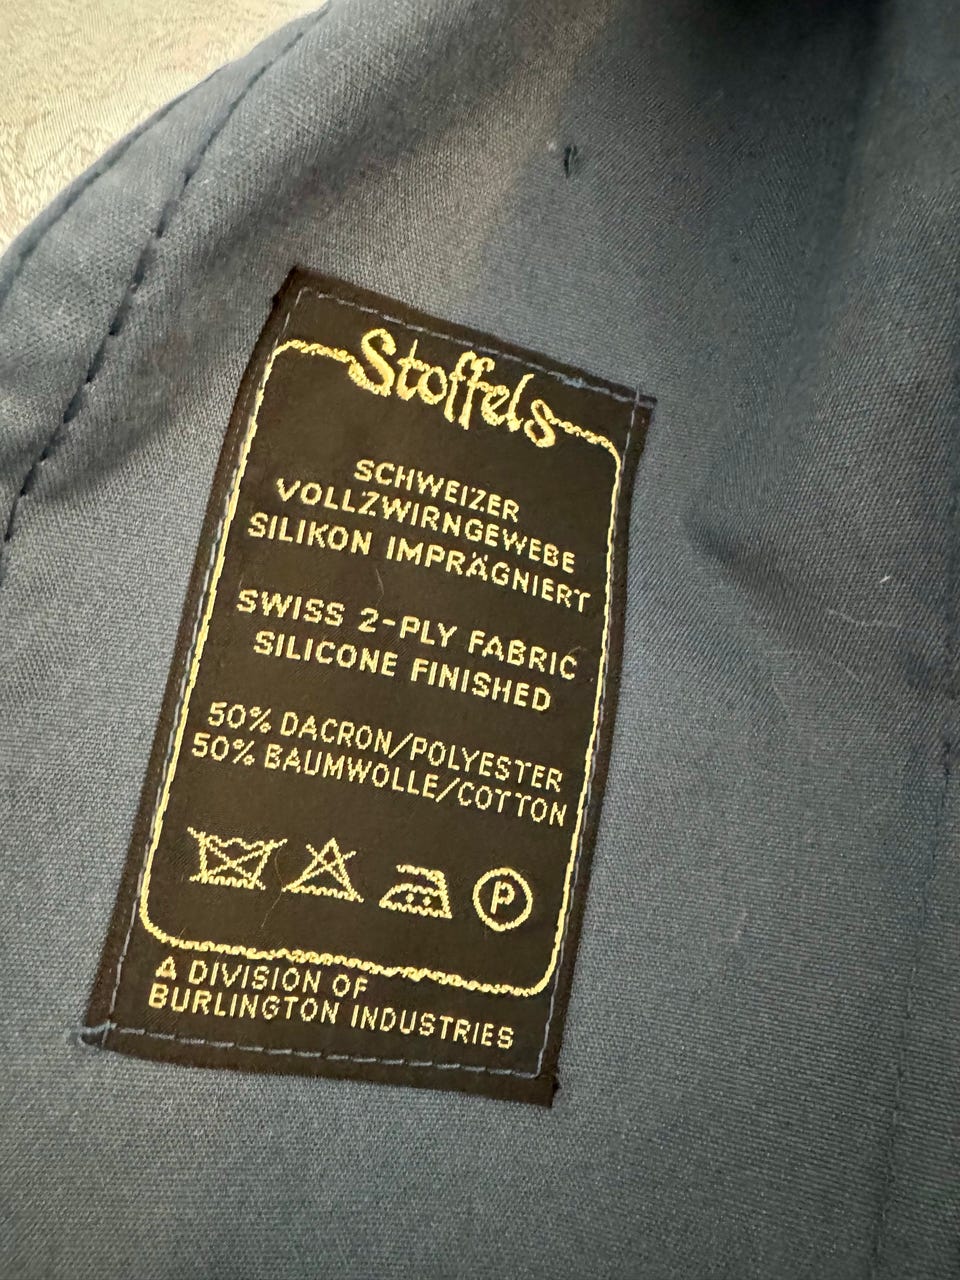 Stoffels
SCHWEIZER
VOLLZWIRNGEWEBE
SILIKON IMPRÄGNIERT
SWISS 2-PLY FABRIC
SILICONE FINISHED
50% DACRON/POLYESTER
50% BAUMWOLLE/COTTON
P
A DIVISION OF
BURLINGTON INDUSTRIES